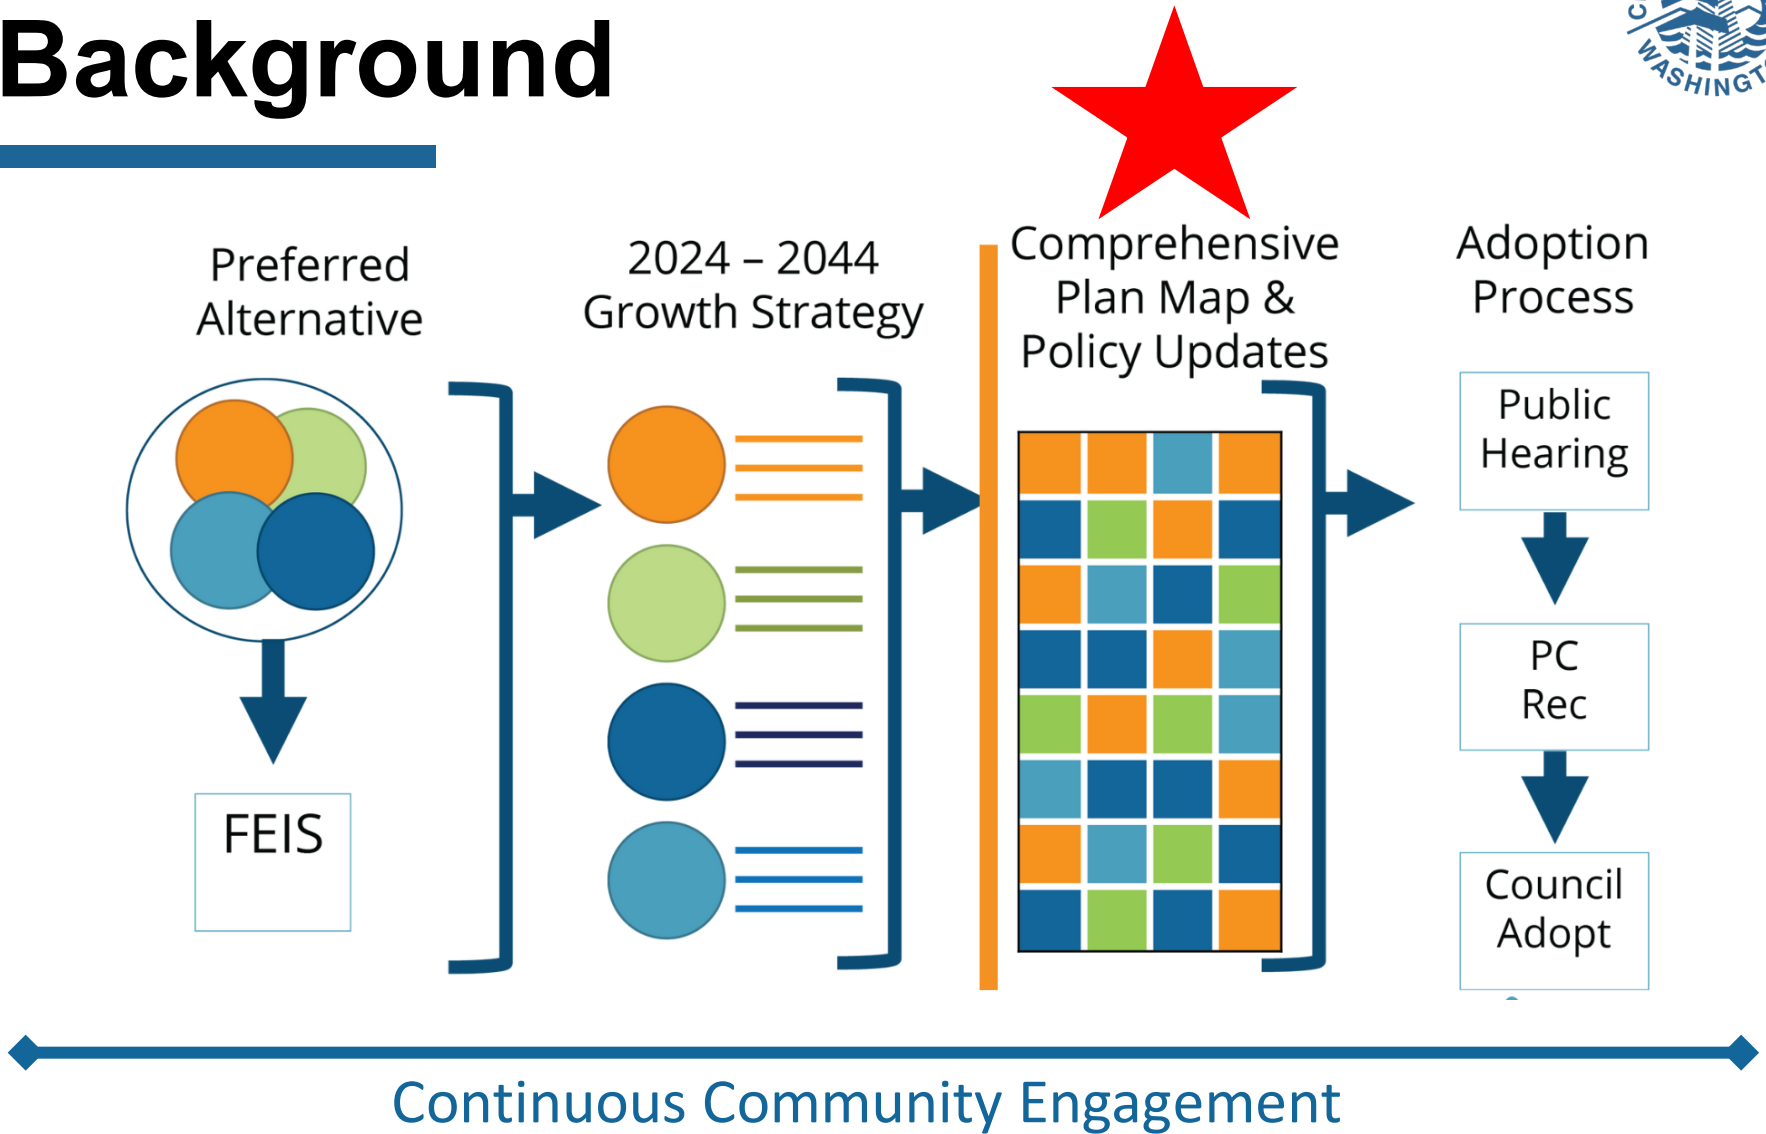 Background
WASHINGTO
Preferred
Alternative
FEIS
2024 – 2044
Growth Strategy
Comprehensive
Plan Map &
Policy Updates
Adoption
Process
Public
Hearing
PC
Rec
Council
Adopt
Continuous Community Engagement